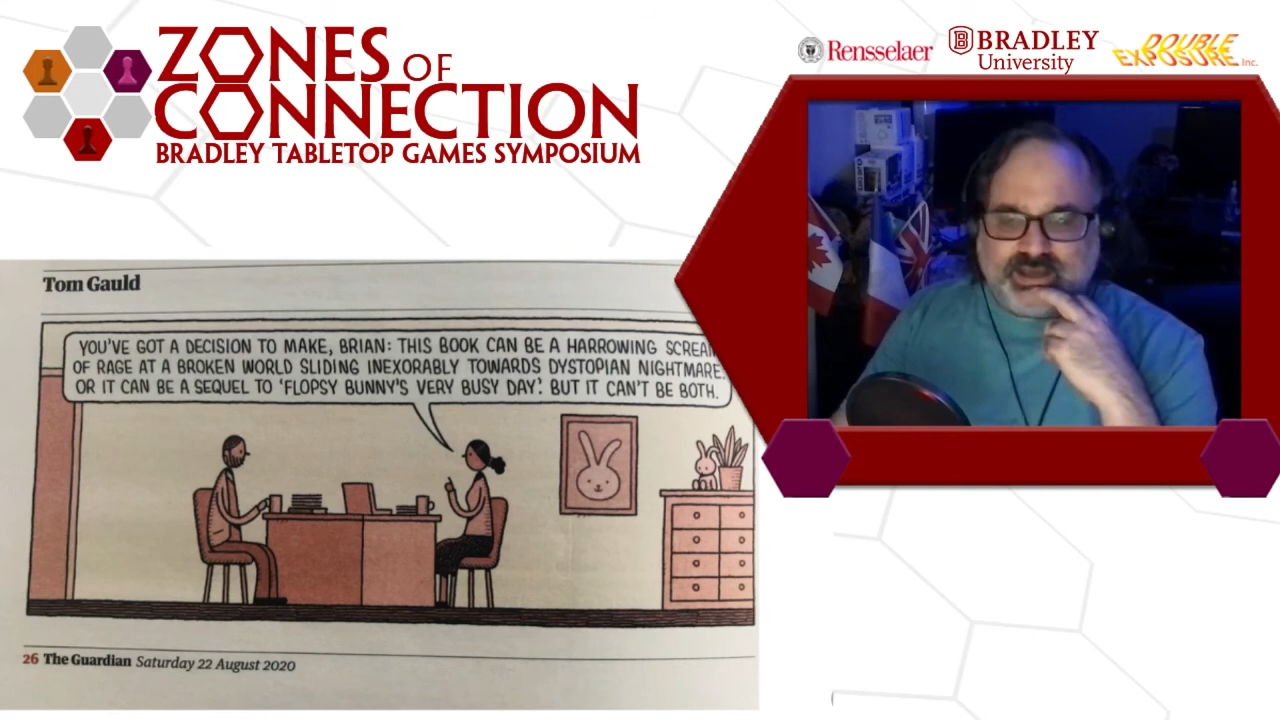 ZONES OF
CONNECTION
BRADLEY TABLETOP GAMES SYMPOSIUM
Rensselaer
BRADLEY
University
DOUBLE
EXPOSURE Inc.
Tom Gauld
YOU'VE GOT A DECISION TO MAKE, BRIAN: THIS BOOK CAN BE A HARROWING SCREAM
OF RAGE AT A BROKEN WORLD SLIDING INEXORABLY TOWARDS DYSTOPIAN NIGHTMARE.
OR IT CAN BE A SEQUEL TO 'FLOPSY BUNNY'S VERY BUSY DAY'. BUT IT CAN'T BE BOTH.
26 The Guardian Saturday 22 August 2020